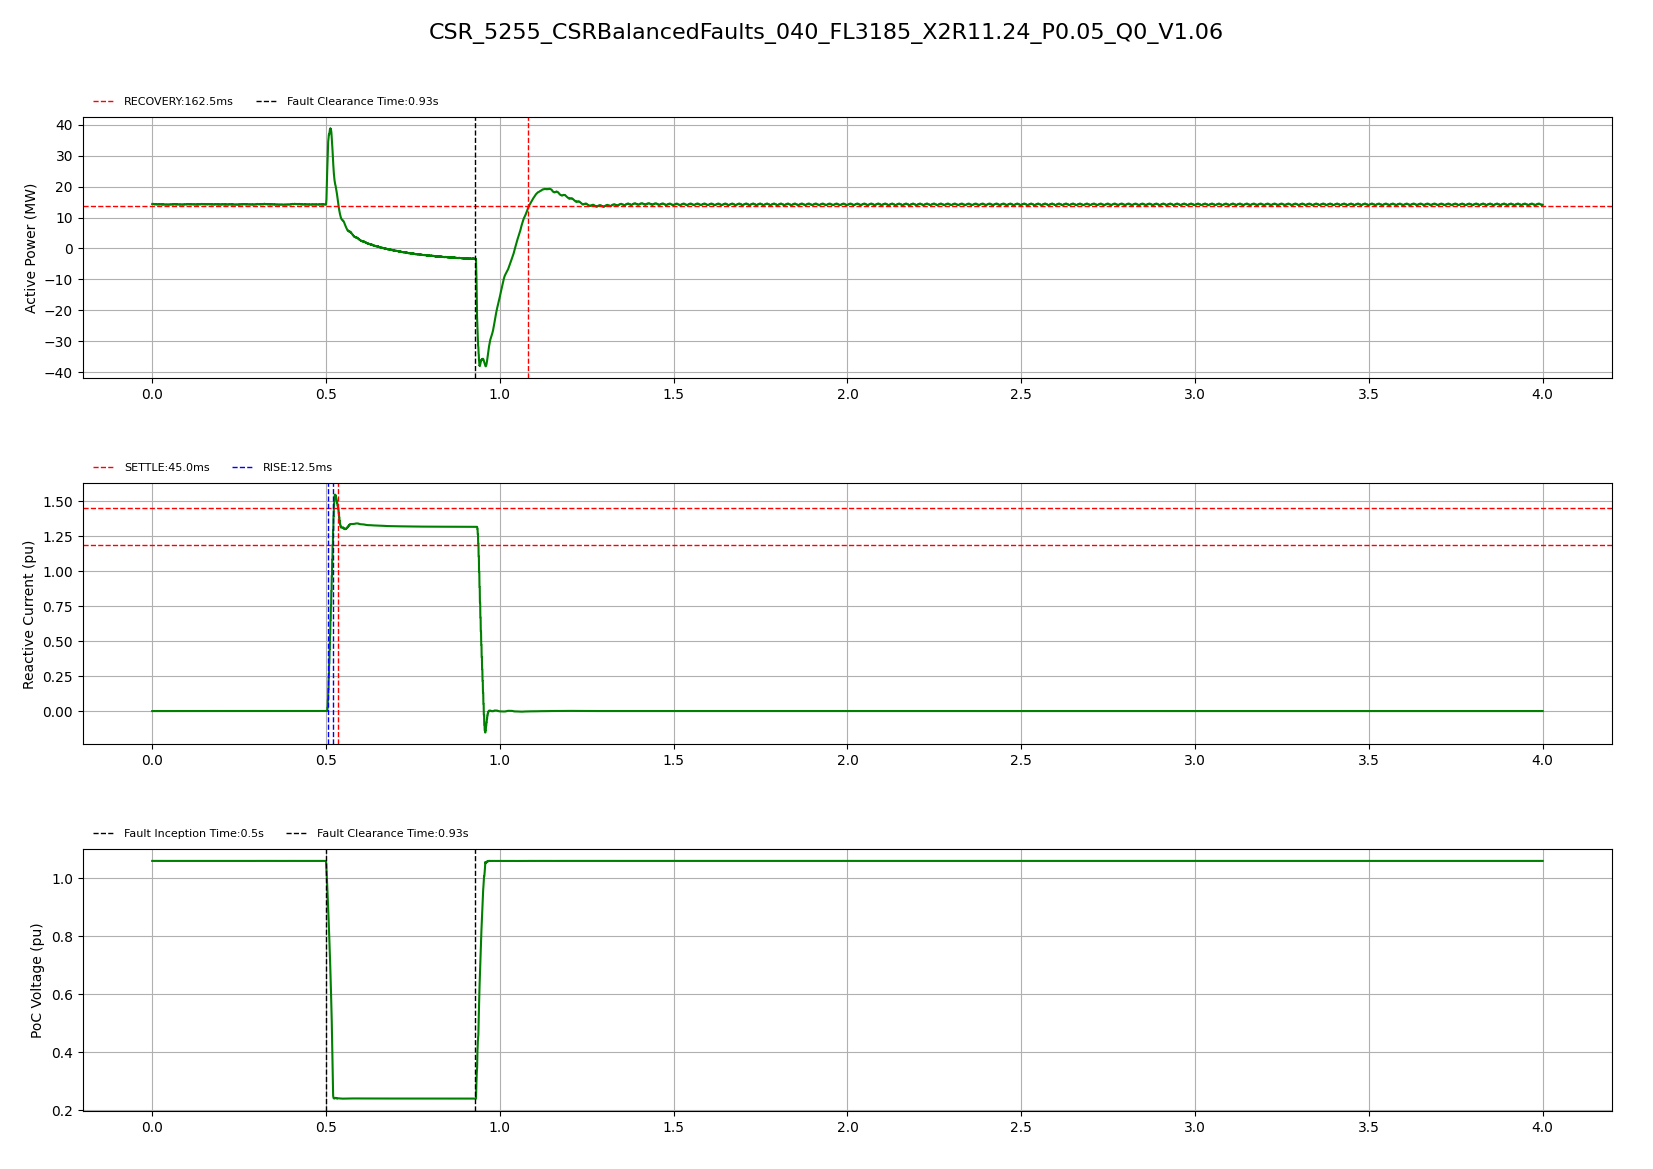 CSR_5255_CSRBalancedFaults_040_FL3185_X2R11.24_P0.05_Q0_V1.06
RECOVERY:162.5ms Fault Clearance Time:0.93s
Active Power (MW)
40
30
20
10
0
−10
−20
−30
−40
0.0 0.5 1.0 1.5 2.0 2.5 3.0 3.5 4.0
SETTLE:45.0ms RISE:12.5ms
Reactive Current (pu)
1.50
1.25
1.00
0.75
0.50
0.25
0.00
0.0 0.5 1.0 1.5 2.0 2.5 3.0 3.5 4.0
Fault Inception Time:0.5s Fault Clearance Time:0.93s
PoC Voltage (pu)
1.0
0.8
0.6
0.4
0.2
0.0 0.5 1.0 1.5 2.0 2.5 3.0 3.5 4.0